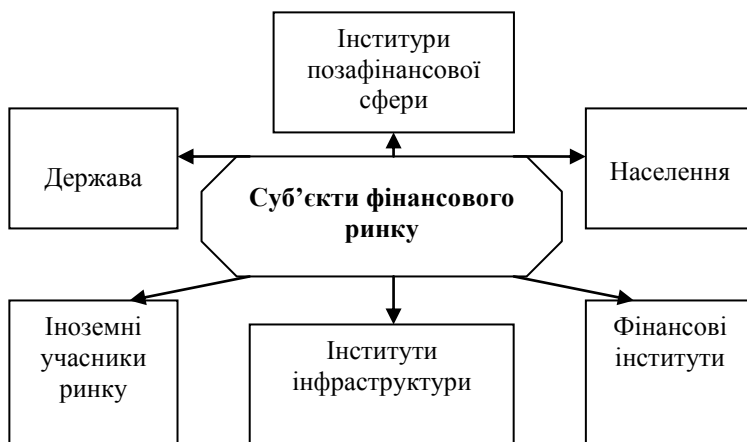 Інститури
позафінансової
сфери
Держава
Населення
Суб’єкти фінансового
ринку
Іноземні
учасники
ринку
Інститути
інфраструктури
Фінансові
інститути